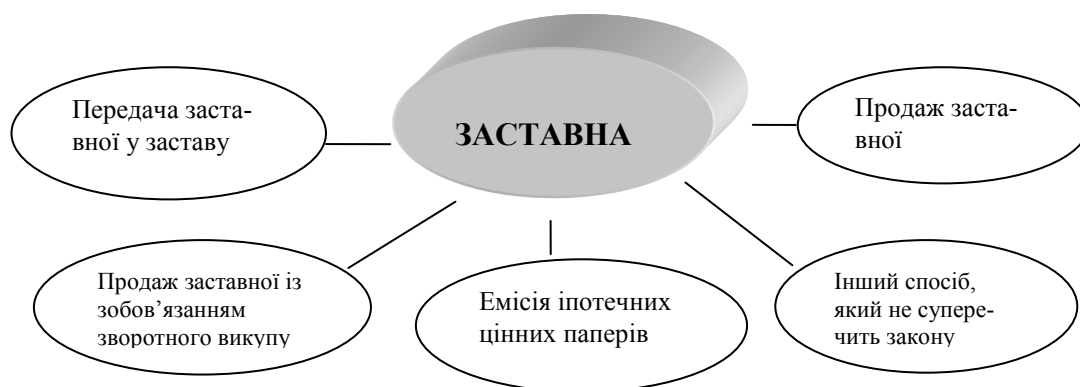 ЗАСТАВНА
Передача заста-
вної у заставу
Продаж заста-
вної
Продаж заставної із
зобов’язанням
зворотного викупу
Емісія іпотечних
цінних паперів
Інший спосіб,
який не супере-
чить закону